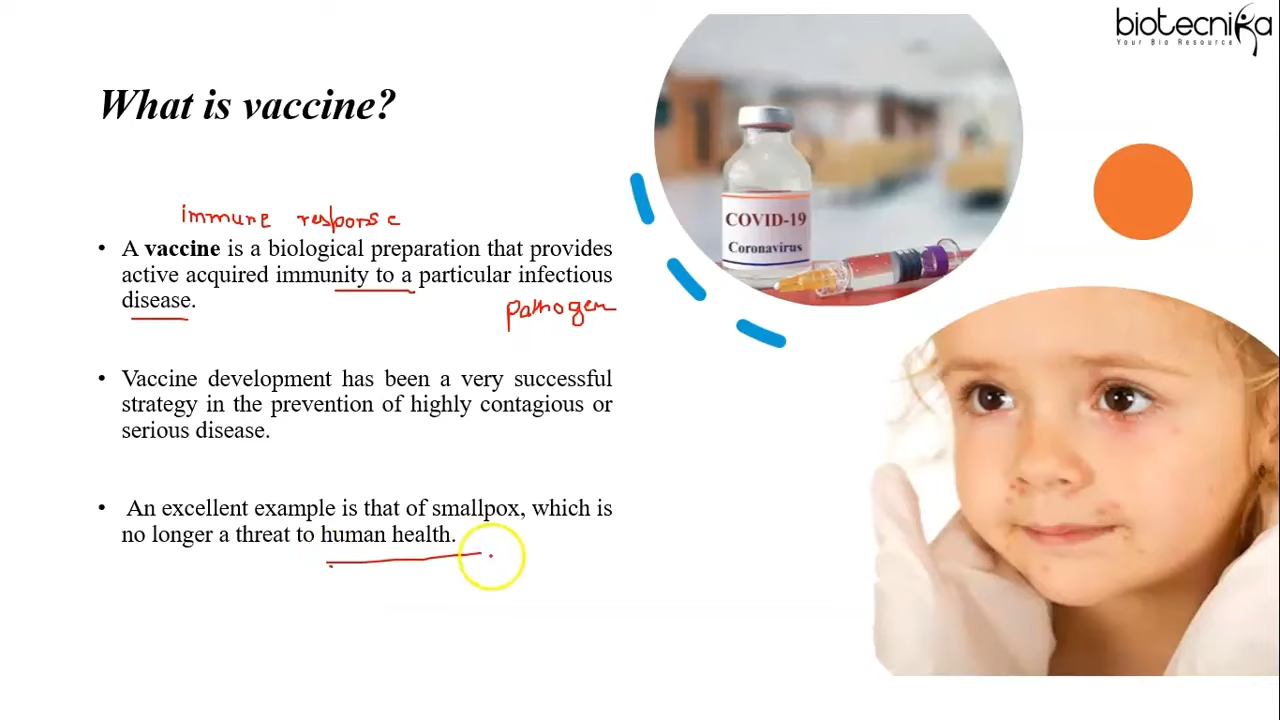 biotecnika
Your Bio Resource
What is vaccine?
immune response
• A vaccine is a biological preparation that provides
active acquired immunity to a particular infectious
disease.
pathogen
• Vaccine development has been a very successful
strategy in the prevention of highly contagious or
serious disease.
• An excellent example is that of smallpox, which is
no longer a threat to human health.
COVID-19
Coronavirus